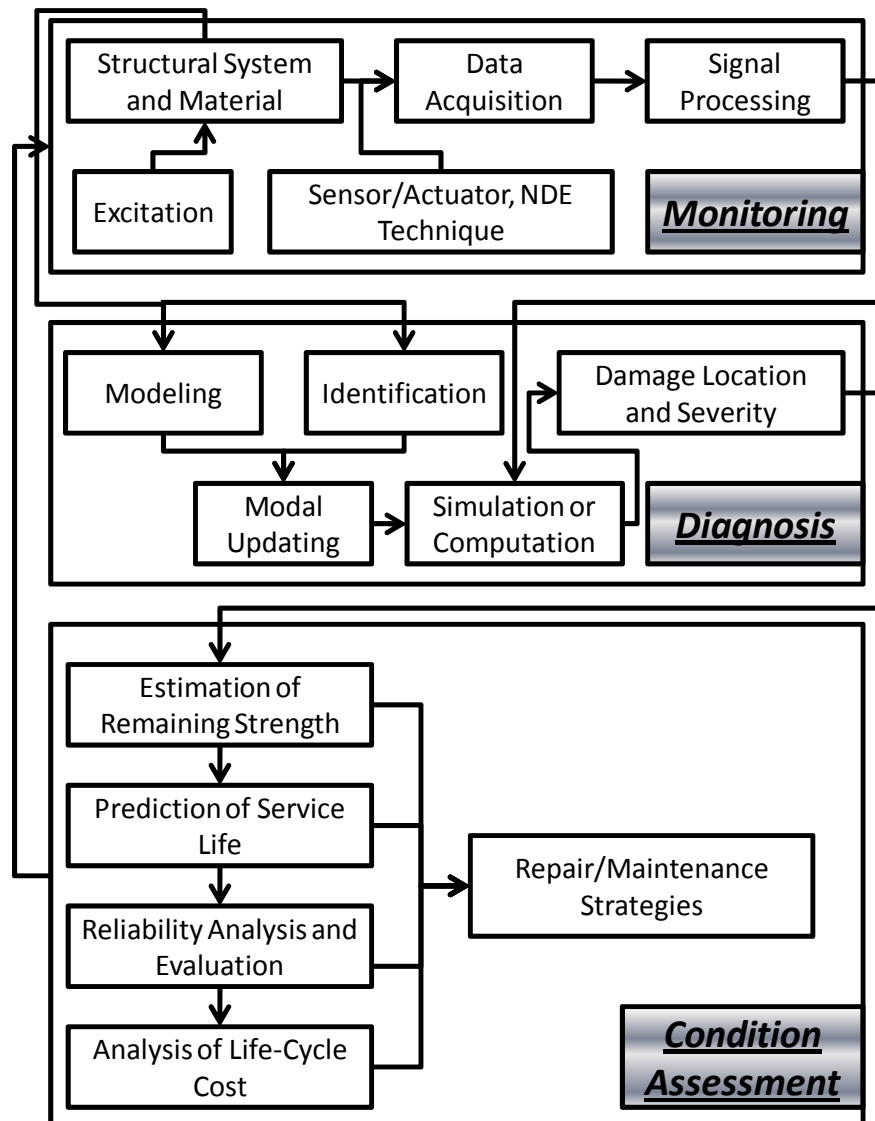 Structural System
and Material
Data
Acquisition
Signal
Processing
Excitation
Sensor/Actuator, NDE
Technique
Monitoring
Modeling
Identification
Damage Location
and Severity
Modal
Updating
Simulation or
Computation
Diagnosis
Estimation of
Remaining Strength
Prediction of Service
Life
Repair/Maintenance
Strategies
Reliability Analysis and
Evaluation
Analysis of Life-Cycle
Cost
Condition
Assessment